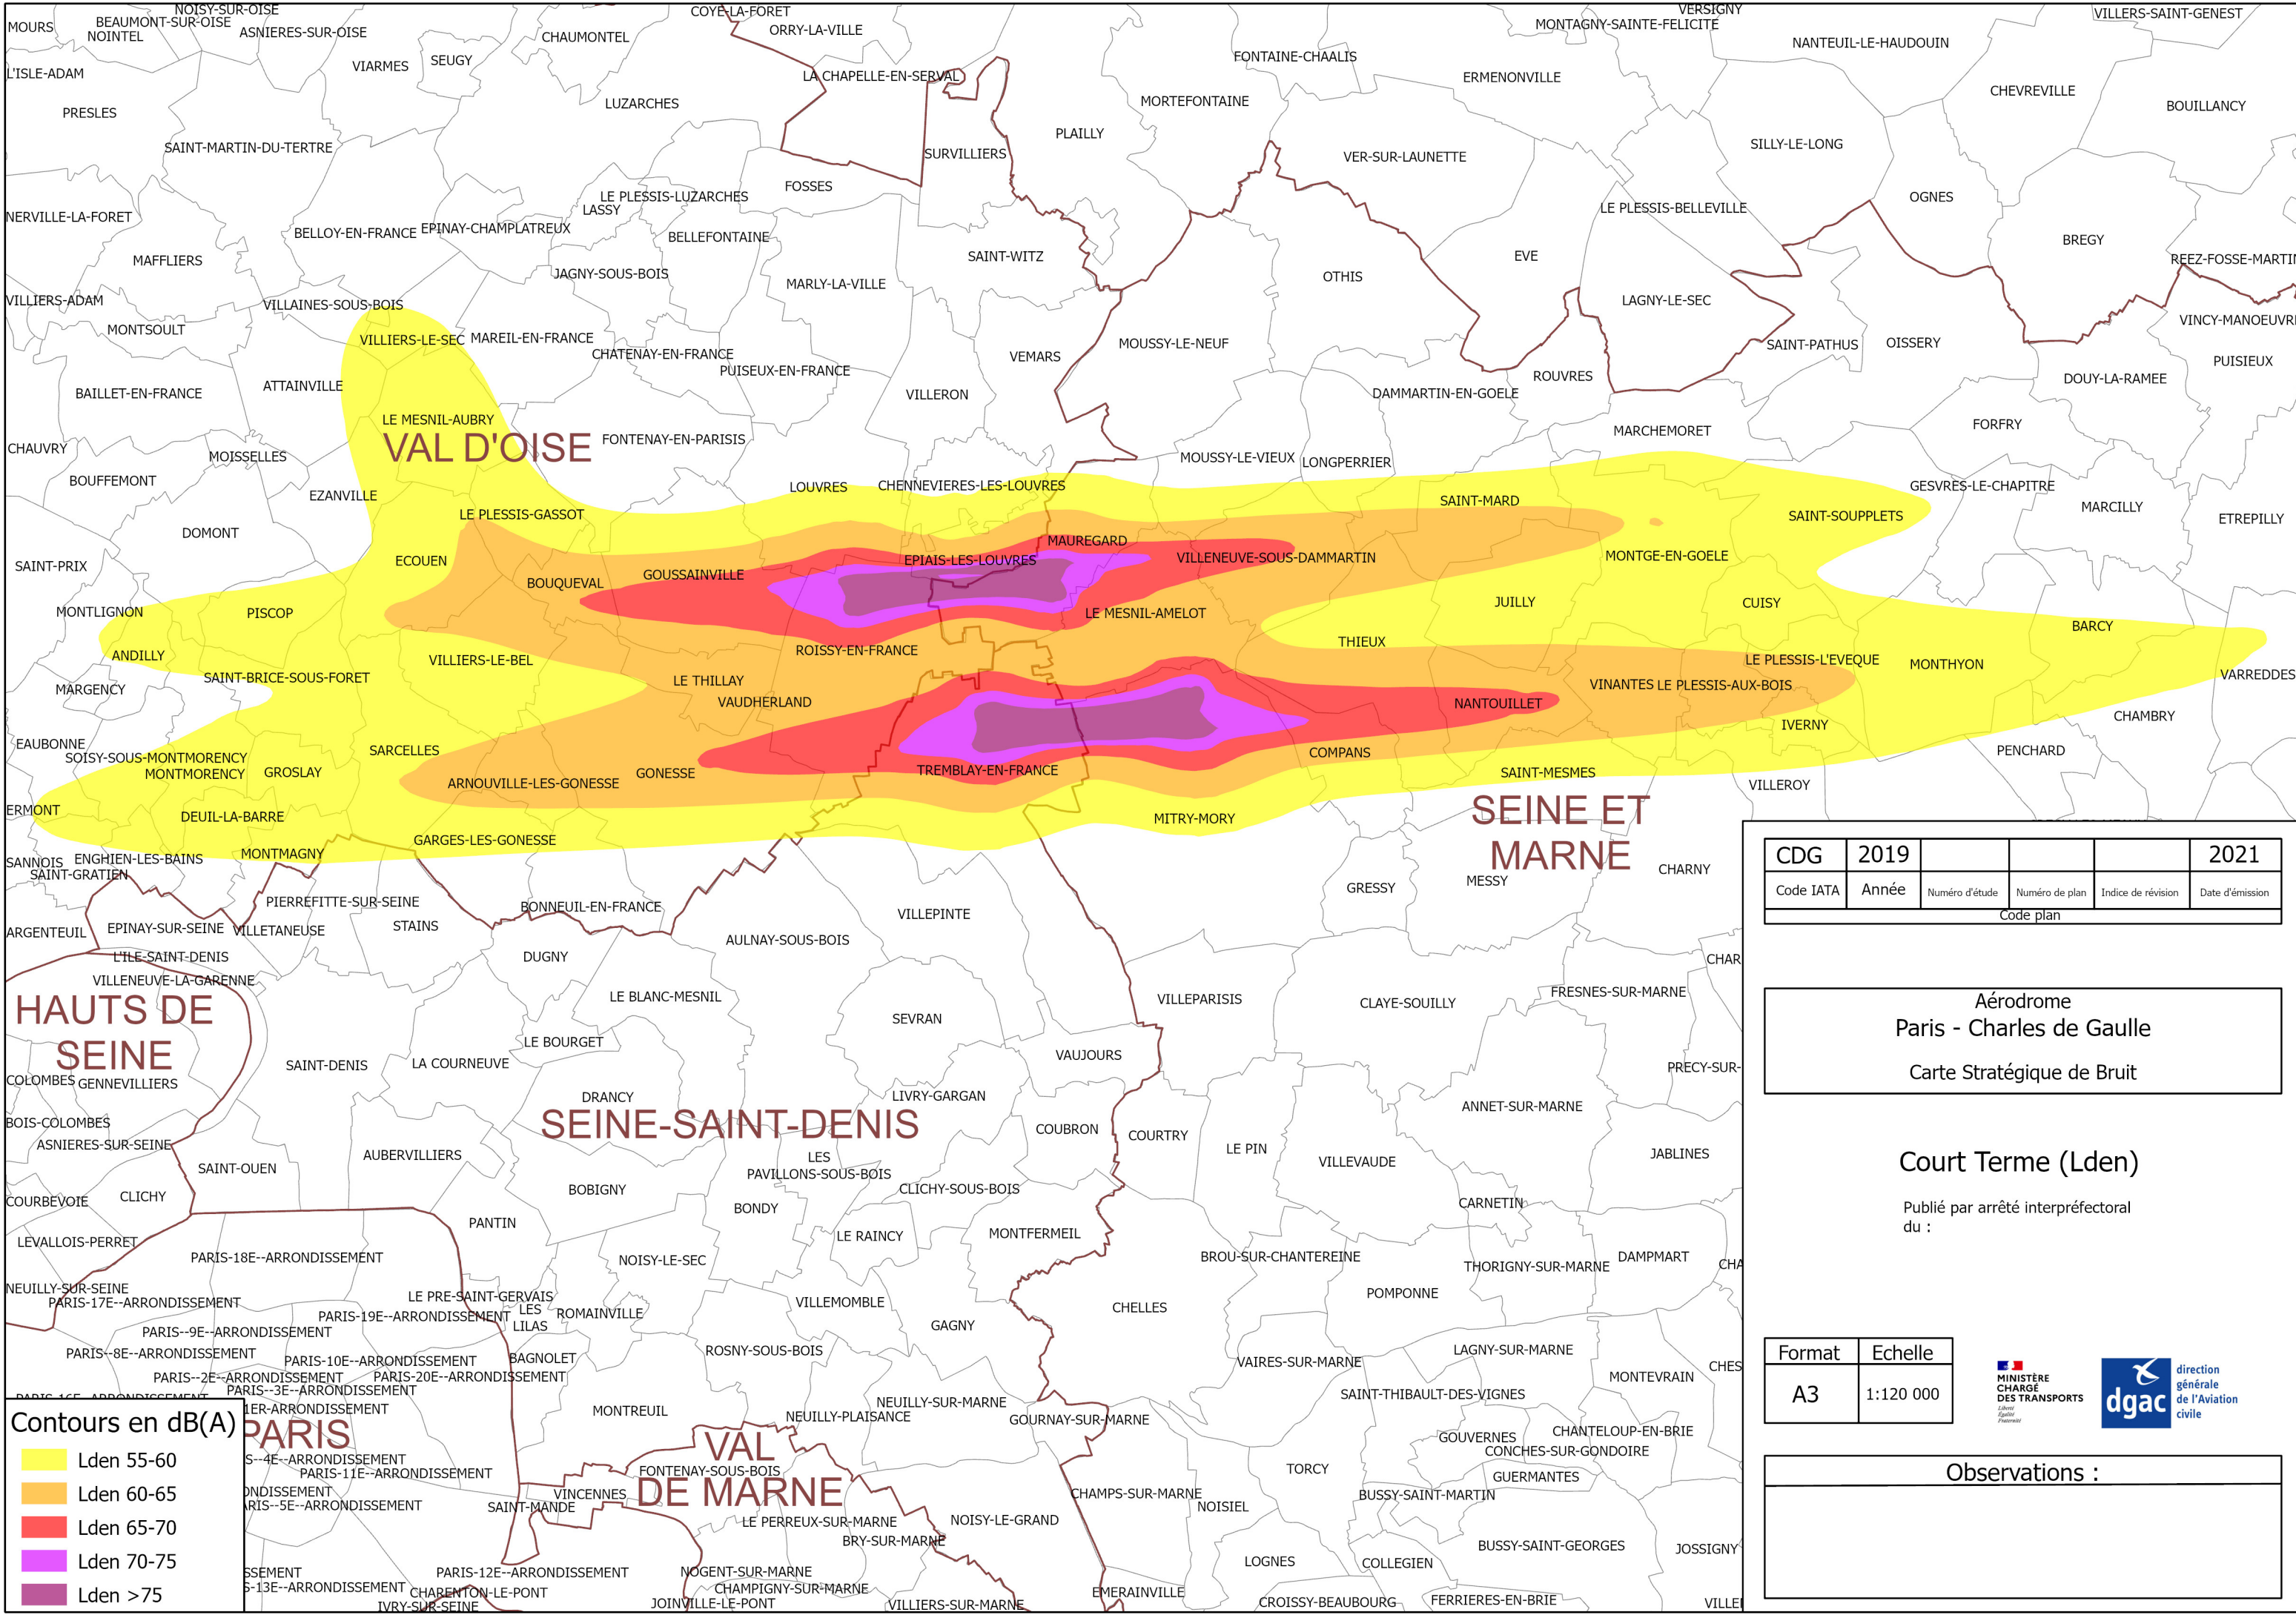 NOISY-SUR-OISE
COYE-LA-FORET
VERSIGNY
MOURS
BEAUMONT-SUR-OISE
NOINTEL
ASNIERES-SUR-OISE
CHAUMONTEL
ORRY-LA-VILLE
MONTAGNY-SAINTE-FELICITE
VILLERS-SAINT-GENEST
NANTEUIL-LE-HAUDOUIN
L'ISLE-ADAM
VIARMES
SEUGY
LA CHAPELLE-EN-SERVAL
FONTAINE-CHAALIS
ERMENONVILLE
CHEVREVILLE
BOUILLANCY
PRESLES
LUZARCHES
MORTEFONTAINE
PLAILLY
SAINT-MARTIN-DU-TERTRE
SURVILLIERS
VER-SUR-LAUNETTE
SILLY-LE-LONG
FOSSES
LE PLESSIS-LUZARCHES
LASSY
NERVILLE-LA-FORET
OGNES
LE PLESSIS-BELLEVILLE
BELLOY-EN-FRANCE
EPINAY-CHAMPLATREUX
BELLEFONTAINE
BREGY
MAFFLIERS
JAGNY-SOUS-BOIS
SAINT-WITZ
EVE
REEZ-FOSSE-MARTIN
OTHIS
MARLY-LA-VILLE
VILLIERS-ADAM
VILLAINES-SOUS-BOIS
LAGNY-LE-SEC
MONTSOULT
VILLIERS-LE-SEC
MAREIL-EN-FRANCE
VINCY-MANOEUVRE
CHATENAY-EN-FRANCE
VEMARS
MOUSSY-LE-NEUF
SAINT-PATHUS
OISSERY
PUISIEUX
PUISEUX-EN-FRANCE
ATTAINVILLE
BAILLET-EN-FRANCE
VILLERON
DAMMARTIN-EN-GOELE
ROUVRES
DOUY-LA-RAMEE
LE MESNIL-AUBRY
FORFRY
VAL D'OISE
FONTENAY-EN-PARISIS
MARCHEMORET
CHAUVRY
MOISSELLES
MOUSSY-LE-VIEUX
LONGPERRIER
BOUFFEMONT
EZANVILLE
LOUVRES
CHENNEVIERES-LES-LOUVRES
GESVRES-LE-CHAPITRE
SAINT-MARD
MARCILLY
LE PLESSIS-GASSOT
SAINT-SOUPPLETS
ETREPILLY
DOMONT
MAUREGARD
SAINT-PRIX
ECOUEN
EPIAIS-LES-LOUVRES
VILLENEUVE-SOUS-DAMMARTIN
MONTGE-EN-GOELE
GOUSSAINVILLE
BOUQUEVAL
MONTLIGNON
PISCOP
LE MESNIL-AMELOT
JUILLY
CUISY
BARCY
THIEUX
ANDILLY
VILLIERS-LE-BEL
ROISSY-EN-FRANCE
LE PLESSIS-L'EVEQUE
MONTHYON
SAINT-BRICE-SOUS-FORET
LE THILLAY
VARREDDES
MARGENCY
VINANTES
LE PLESSIS-AUX-BOIS
VAUDHERLAND
NANTOUILLET
CHAMBRY
IVERNY
EAUBONNE
SARCELLES
PENCHARD
SOISY-SOUS-MONTMORENCY
MONTMORENCY
GROSLAY
COMPANS
ARNOUVILLE-LES-GONESSE
GONESSE
TREMBLAY-EN-FRANCE
SAINT-MESMES
VILLEROY
ERMONT
DEUIL-LA-BARRE
MITRY-MORY
SEINE ET
MARNE
GARGES-LES-GONESSE
SANNOIS
ENGHIEN-LES-BAINS
MONTMAGNY
SAINT-GRATIEN
CHARNY
GRESSY
MESSY
PIERREFITTE-SUR-SEINE
BONNEUIL-EN-FRANCE
VILLEPINTE
ARGENTEUIL
EPINAY-SUR-SEINE
VILLETANEUSE
STAINS
AULNAY-SOUS-BOIS
L'ILE-SAINT-DENIS
DUGNY
CHAR
VILLENEUVE-LA-GARENNE
HAUTS DE
SEINE
LE BLANC-MESNIL
VILLEPARISIS
CLAYE-SOUILLY
FRESNES-SUR-MARNE
SEVRAN
LE BOURGET
SAINT-DENIS
LA COURNEUVE
VAUJOURS
PRECY-SUR-
COLOMBES
GENNEVILLIERS
DRANCY
LIVRY-GARGAN
ANNET-SUR-MARNE
BOIS-COLOMBES
SEINE-SAINT-DENIS
COUBRON
COURTRY
ASNIERES-SUR-SEINE
LE PIN
AUBERVILLIERS
LES
PAVILLONS-SOUS-BOIS
JABLINES
SAINT-OUEN
VILLEVAUDE
BOBIGNY
CLICHY-SOUS-BOIS
COURBEVOIE
CLICHY
CARNETIN
BONDY
PANTIN
LE RAINCY
MONTFERMEIL
LEVALLOIS-PERRET
PARIS-18E--ARRONDISSEMENT
NOISY-LE-SEC
BROU-SUR-CHANTEREINE
DAMPMART
THORIGNY-SUR-MARNE
CHA
NEUILLY-SUR-SEINE
PARIS-17E--ARRONDISSEMENT
LE PRE-SAINT-GERVAIS
POMPONNE
VILLEMOMBLE
CHELLES
PARIS-19E--ARRONDISSEMENT
LES
LILAS
ROMAINVILLE
GAGNY
PARIS--9E--ARRONDISSEMENT
PARIS--8E--ARRONDISSEMENT
PARIS-10E--ARRONDISSEMENT
BAGNOLET
ROSNY-SOUS-BOIS
VAIRES-SUR-MARNE
LAGNY-SUR-MARNE
CHES
PARIS--2E--ARRONDISSEMENT
PARIS-20E--ARRONDISSEMENT
MONTEVRAIN
PARIS--3E--ARRONDISSEMENT
PARIS-16E--ARRONDISSEMENT
SAINT-THIBAULT-DES-VIGNES
1ER-ARRONDISSEMENT
MONTREUIL
NEUILLY-SUR-MARNE
NEUILLY-PLAISANCE
GOURNAY-SUR-MARNE
PARIS
VAL
DE MARNE
GOUVERNES
CHANTELOUP-EN-BRIE
CONCHES-SUR-GONDOIRE
S--4E--ARRONDISSEMENT
PARIS-11E--ARRONDISSEMENT
FONTENAY-SOUS-BOIS
TORCY
GUERMANTES
ONDISSEMENT
RIS--5E--ARRONDISSEMENT
SAINT-MANDE
VINCENNES
CHAMPS-SUR-MARNE
NOISIEL
BUSSY-SAINT-MARTIN
LE PERREUX-SUR-MARNE
NOISY-LE-GRAND
BRY-SUR-MARNE
BUSSY-SAINT-GEORGES
JOSSIGNY
LOGNES
COLLEGIEN
SSEMENT
S-13E--ARRONDISSEMENT
PARIS-12E--ARRONDISSEMENT
NOGENT-SUR-MARNE
CHARENTON-LE-PONT
CHAMPIGNY-SUR-MARNE
EMERAINVILLE
IVRY-SUR-SEINE
JOINVILLE-LE-PONT
VILLIERS-SUR-MARNE
CROISSY-BEAUBOURG
FERRIERES-EN-BRIE
VILLE
Contours en dB(A)
Lden 55-60
Lden 60-65
Lden 65-70
Lden 70-75
Lden >75
CDG 2019 2021
Code IATA Année Numéro d'étude Numéro de plan Indice de révision Date d'émission
Code plan
Aérodrome
Paris - Charles de Gaulle
Carte Stratégique de Bruit
Court Terme (Lden)
Publié par arrêté interpréfectoral
du :
Format Echelle
A3 1:120 000
MINISTÈRE
CHARGÉ
DES TRANSPORTS
Liberté
Égalité
Fraternité
dgac
direction
générale
de l'Aviation
civile
Observations :